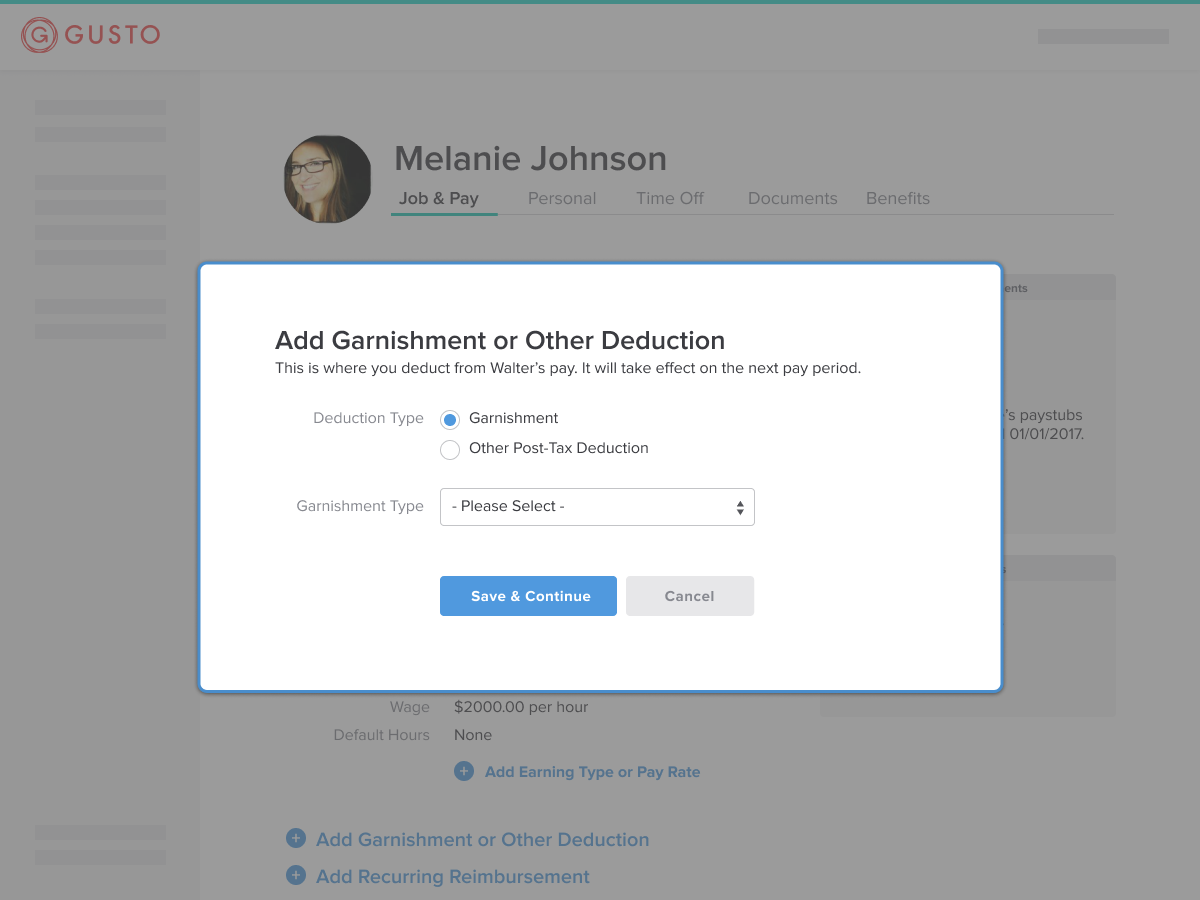 GUSTO
Melanie Johnson
Job & Pay Personal Time Off Documents Benefits
ents
Add Garnishment or Other Deduction
This is where you deduct from Walter’s pay. It will take effect on the next pay period.
Deduction Type Garnishment
Other Post-Tax Deduction
’s paystubs
01/01/2017.
Garnishment Type - Please Select -
Save & Continue Cancel
Wage $2000.00 per hour
Default Hours None
Add Earning Type or Pay Rate
Add Garnishment or Other Deduction
Add Recurring Reimbursement